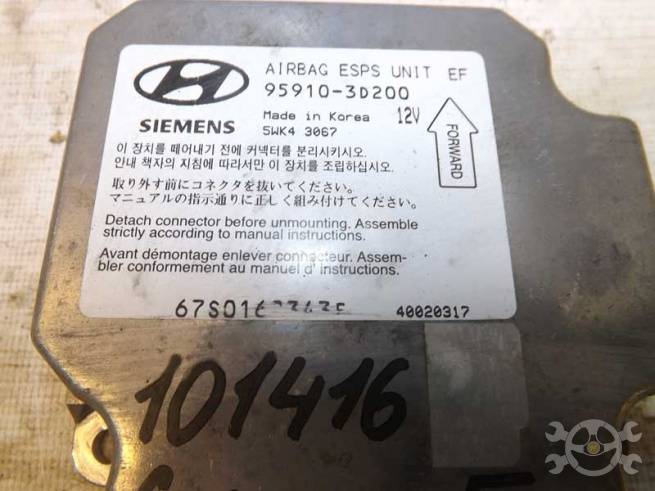 AIRBAG ESPS UNIT EF
95910-3D200
SIEMENS
Made in Korea 12V
5WK4 3067
FORWARD
이 장치를 떼어내기 전에 커넥터를 분리시키시오.
안내 책자의 지침에 따라서만 이 장치를 조립하십시오.
取り外す前にコネクタを抜いてください。
マニュアルの指示通りに正しく組み付けてください。
Detach connector before unmounting. Assemble
strictly according to manual instructions.
Avant démontage enlever connecteur. Assem-
bler conformement au manuel d' instructions.
40020317
101416